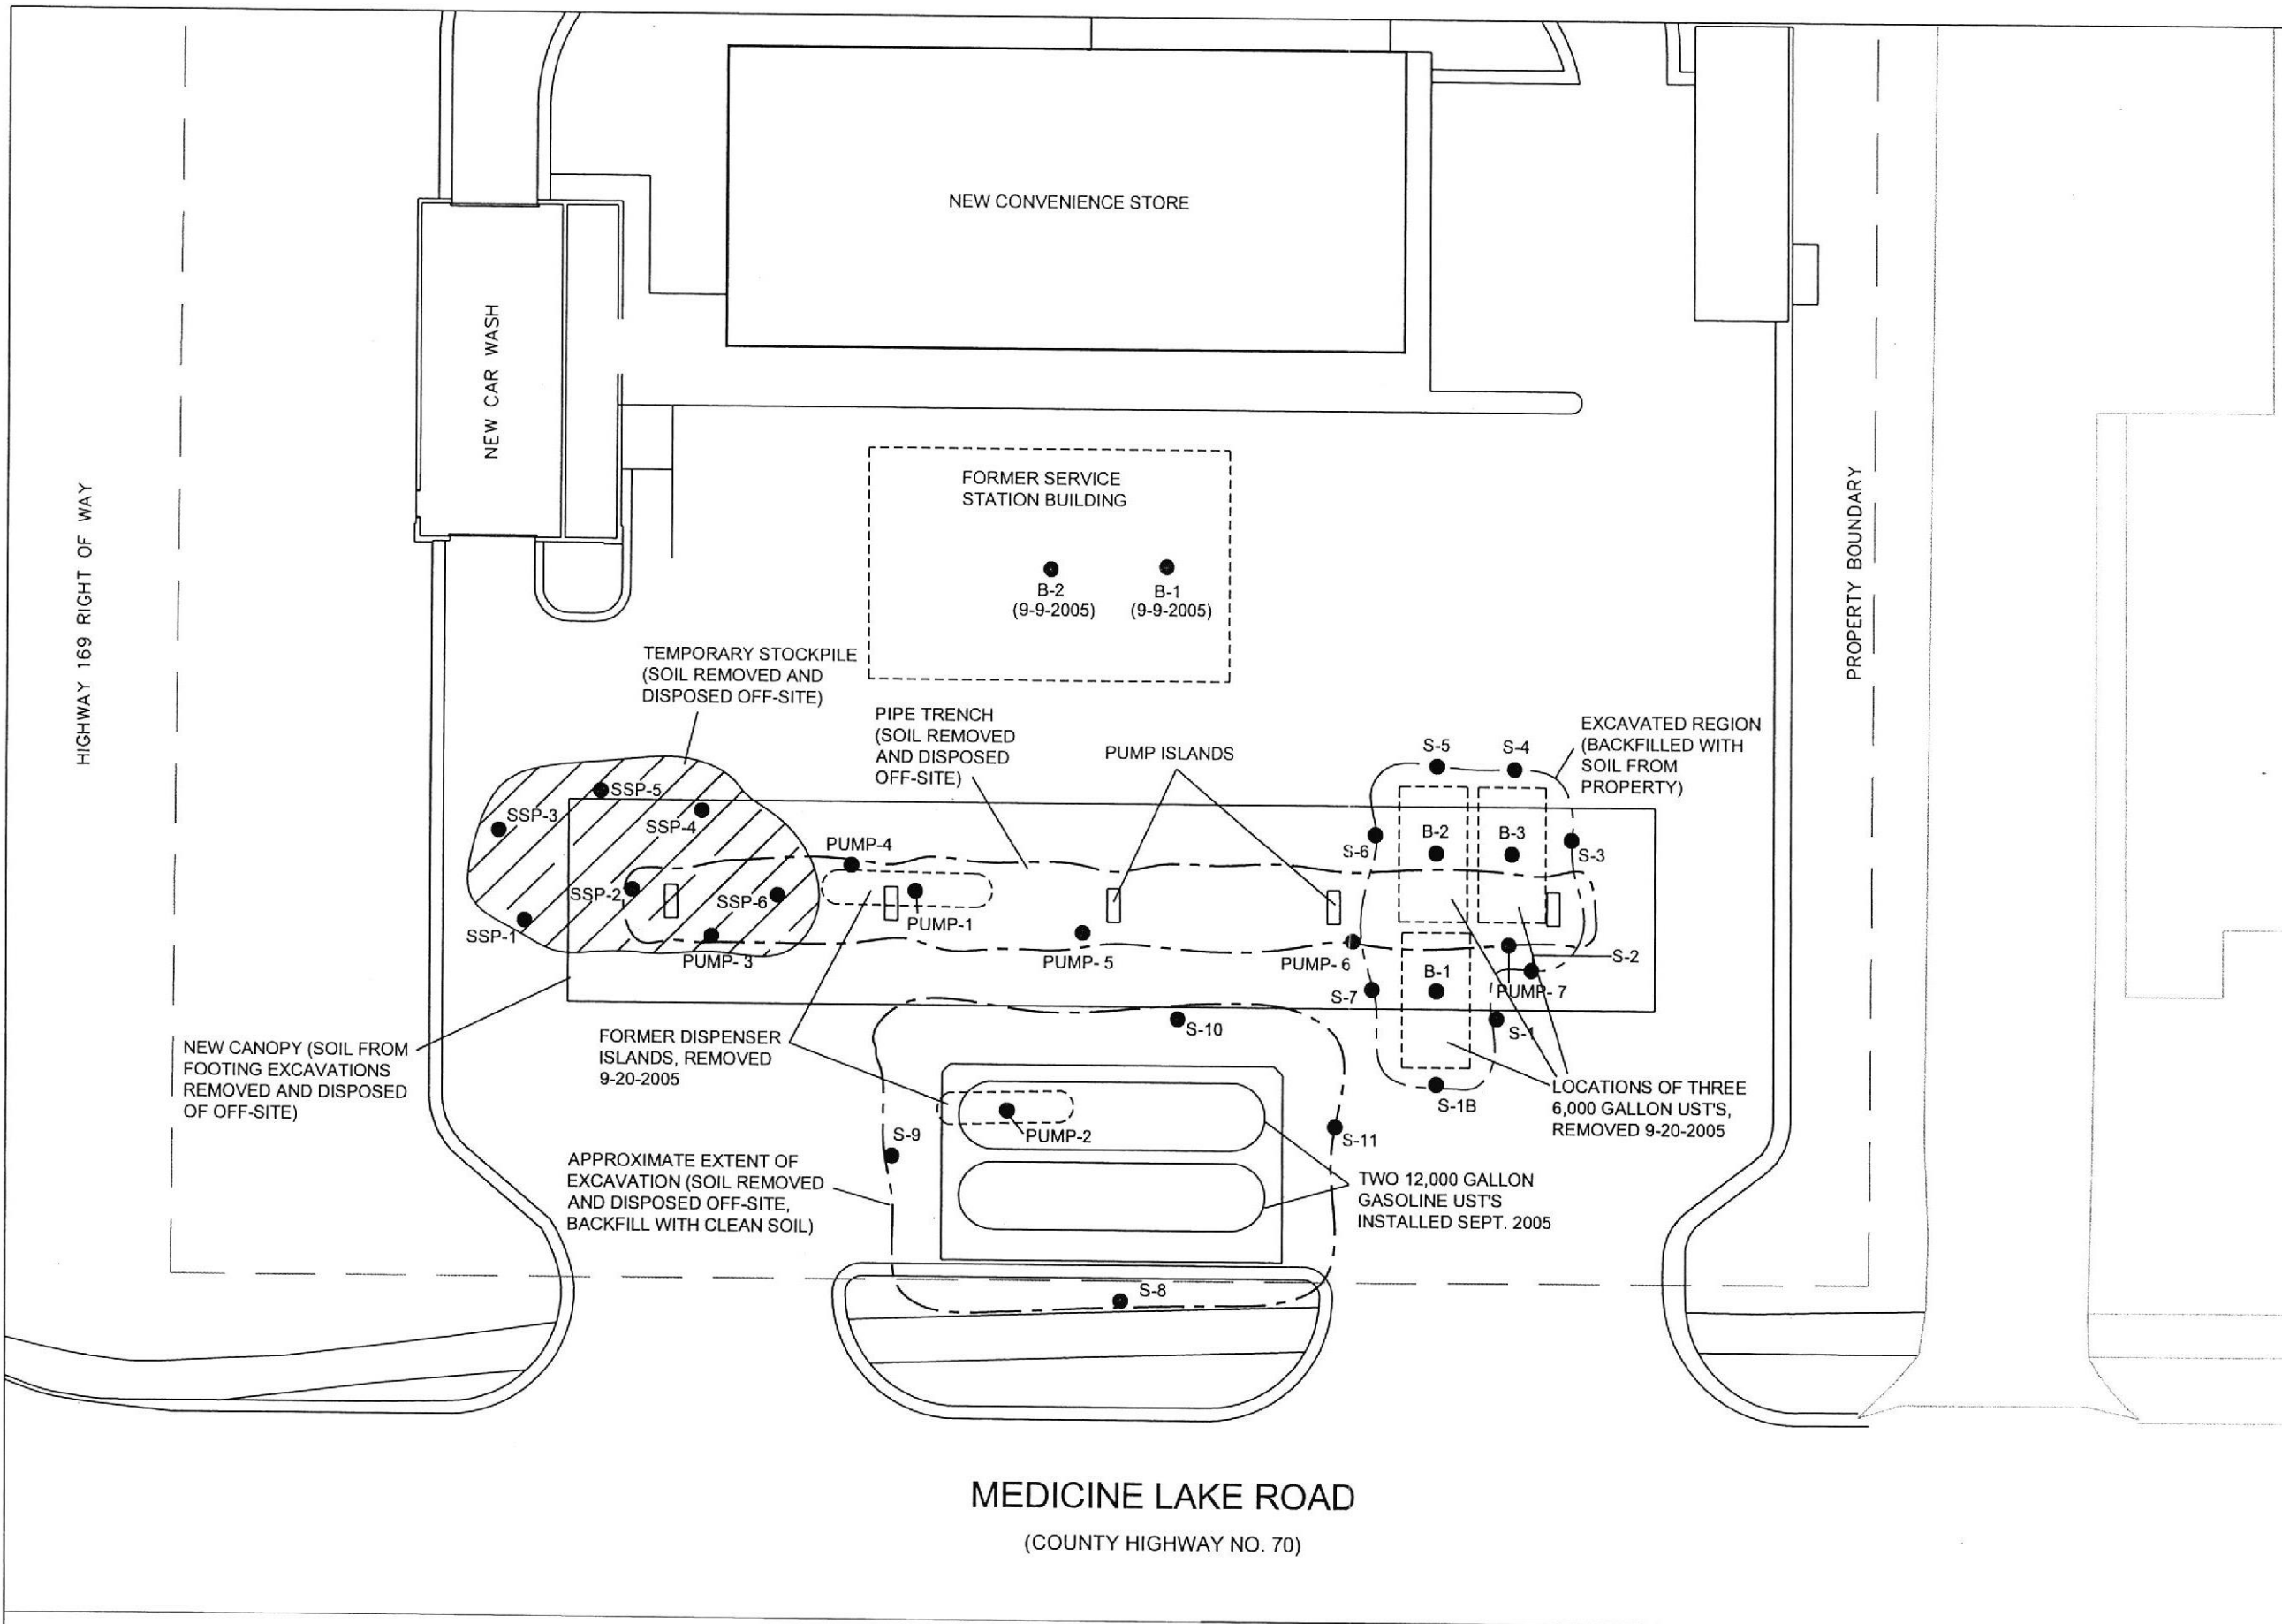 NEW CONVENIENCE STORE
NEW CAR WASH
HIGHWAY 169 RIGHT OF WAY
PROPERTY BOUNDARY
FORMER SERVICE
STATION BUILDING
B-2
(9-9-2005)
B-1
(9-9-2005)
TEMPORARY STOCKPILE
(SOIL REMOVED AND
DISPOSED OFF-SITE)
PIPE TRENCH
(SOIL REMOVED
AND DISPOSED
OFF-SITE)
PUMP ISLANDS
EXCAVATED REGION
(BACKFILLED WITH
SOIL FROM
PROPERTY)
S-5
S-4
SSP-5
SSP-3
SSP-4
PUMP-4
B-2
B-3
S-6
S-3
SSP-2
SSP-6
PUMP-1
SSP-1
PUMP- 3
PUMP- 5
PUMP- 6
S-2
B-1
S-7
PUMP- 7
S-10
S-1
NEW CANOPY (SOIL FROM
FOOTING EXCAVATIONS
REMOVED AND DISPOSED
OF OFF-SITE)
FORMER DISPENSER
ISLANDS, REMOVED
9-20-2005
LOCATIONS OF THREE
6,000 GALLON UST'S,
REMOVED 9-20-2005
S-1B
S-9
PUMP-2
S-11
APPROXIMATE EXTENT OF
EXCAVATION (SOIL REMOVED
AND DISPOSED OFF-SITE,
BACKFILL WITH CLEAN SOIL)
TWO 12,000 GALLON
GASOLINE UST'S
INSTALLED SEPT. 2005
S-8
MEDICINE LAKE ROAD
(COUNTY HIGHWAY NO. 70)